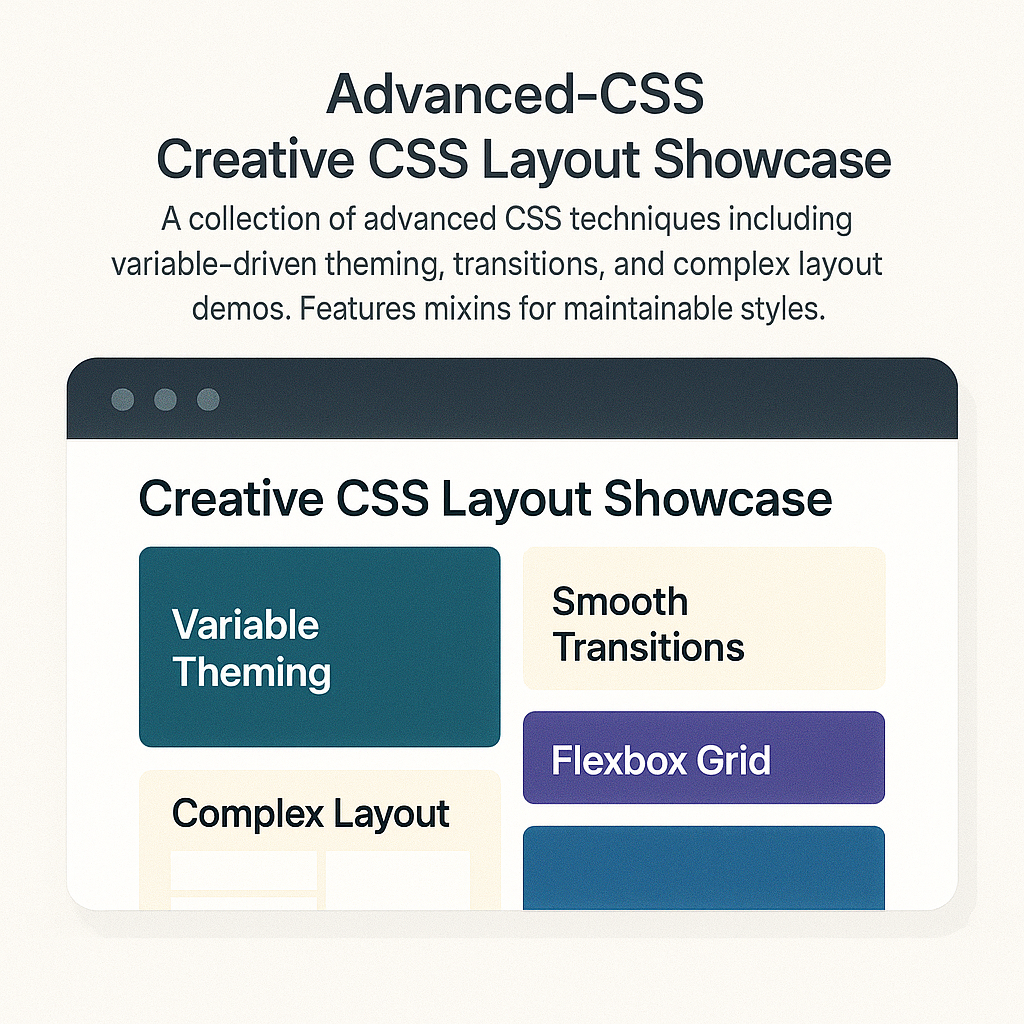 Advanced-CSS
Creative CSS Layout Showcase
A collection of advanced CSS techniques including
variable-driven theming, transitions, and complex layout
demos. Features mixins for maintainable styles.
Creative CSS Layout Showcase
Variable
Theming
Smooth
Transitions
Flexbox Grid
Complex Layout